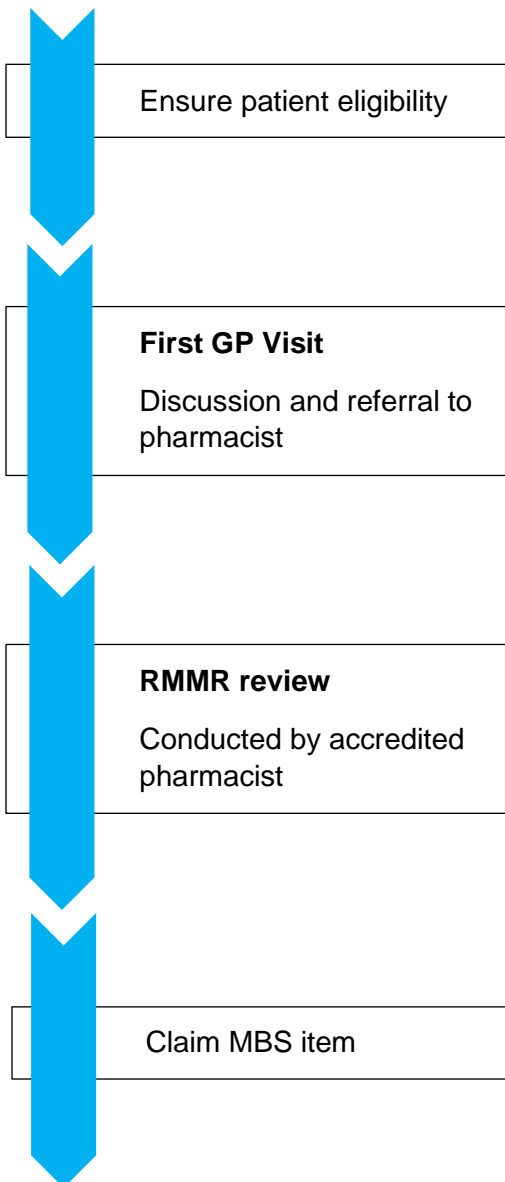 Ensure patient eligibility
First GP Visit
Discussion and referral to
pharmacist
RMMR review
Conducted by accredited
pharmacist
Claim MBS item